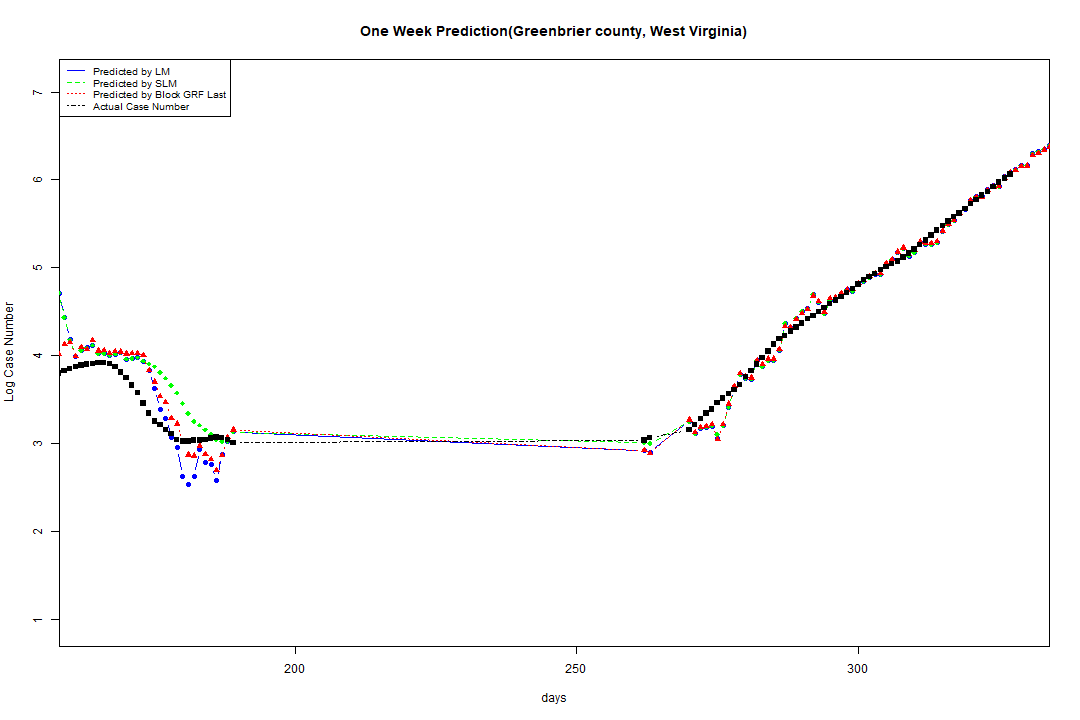 One Week Prediction(Greenbrier county, West Virginia)
Predicted by LM
Predicted by SLM
Predicted by Block GRF Last
Actual Case Number
7
6
5
4
3
2
1
Log Case Number
200
250
300
days